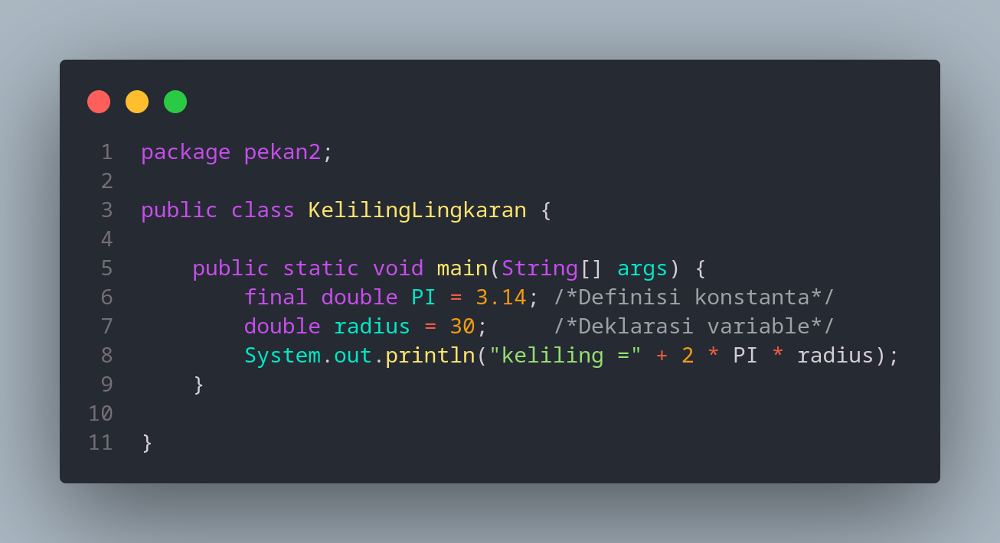 1 package pekan2;
2
3 public class KelilingLingkaran {
4
5     public static void main(String[] args) {
6         final double PI = 3.14; /*Definisi konstanta*/
7         double radius = 30;     /*Deklarasi variable*/
8         System.out.println("keliling =" + 2 * PI * radius);
9     }
10
11 }